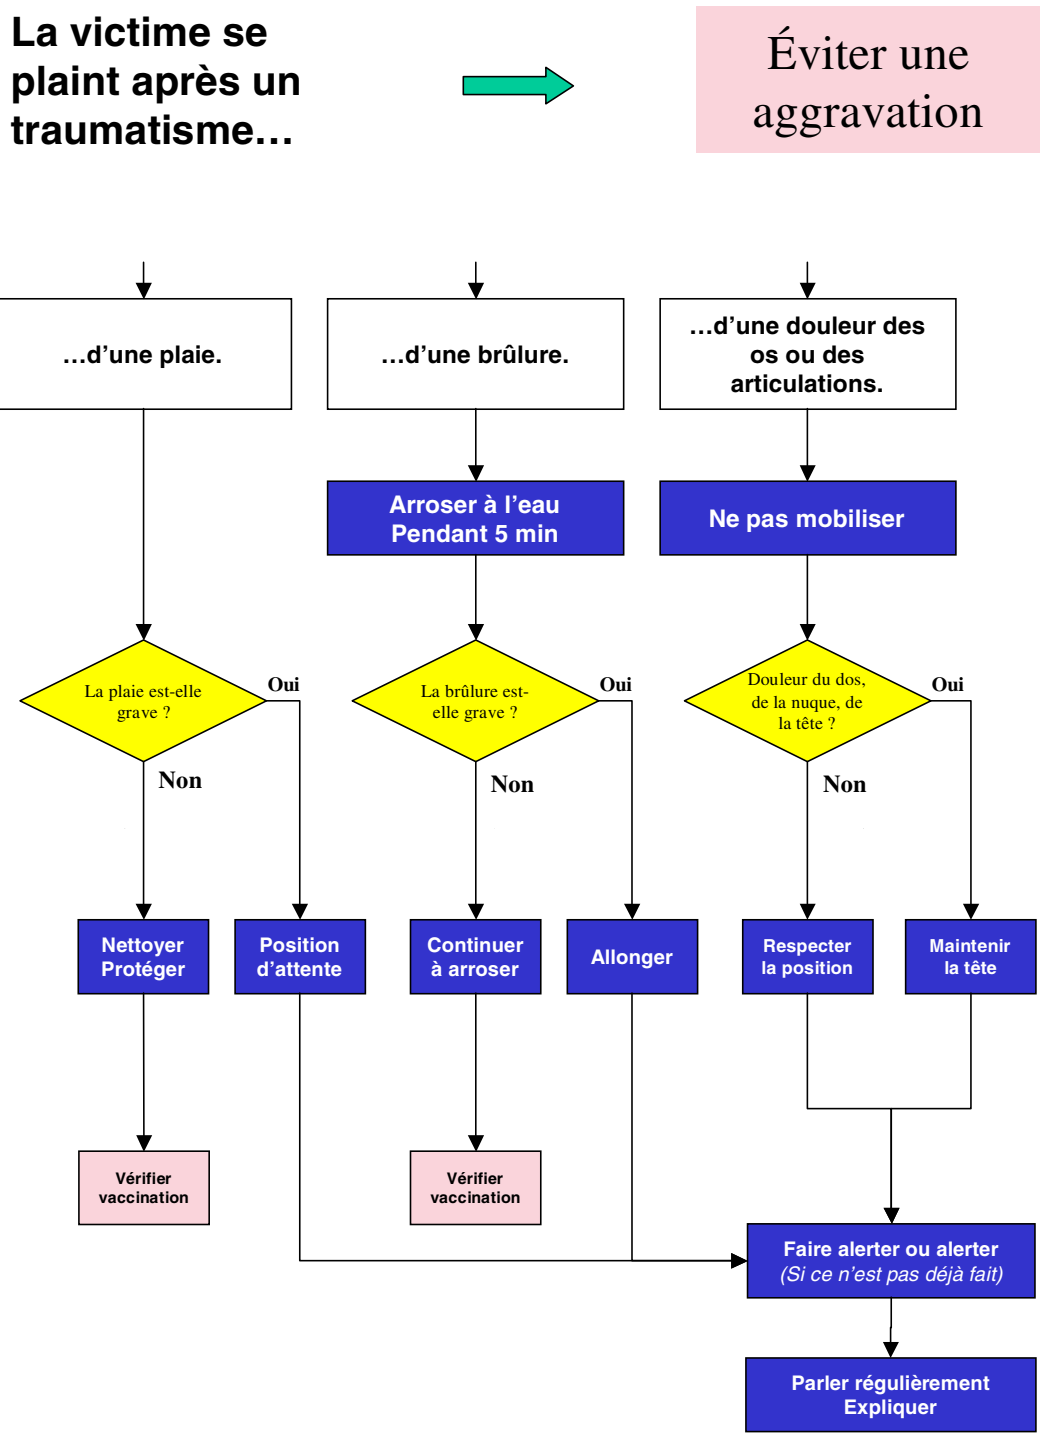 La victime se
plaint après un
traumatisme…
Éviter une
aggravation
…d’une plaie.
…d’une brûlure.
…d’une douleur des
os ou des
articulations.
Arroser à l’eau
Pendant 5 min
Ne pas mobiliser
La plaie est-elle
grave ?
Oui
Non
La brûlure est-
elle grave ?
Oui
Non
Douleur du dos,
de la nuque, de
la tête ?
Oui
Non
Nettoyer
Protéger
Position
d’attente
Continuer
à arroser
Allonger
Respecter
la position
Maintenir
la tête
Vérifier
vaccination
Vérifier
vaccination
Faire alerter ou alerter
(Si ce n’est pas déjà fait)
Parler régulièrement
Expliquer